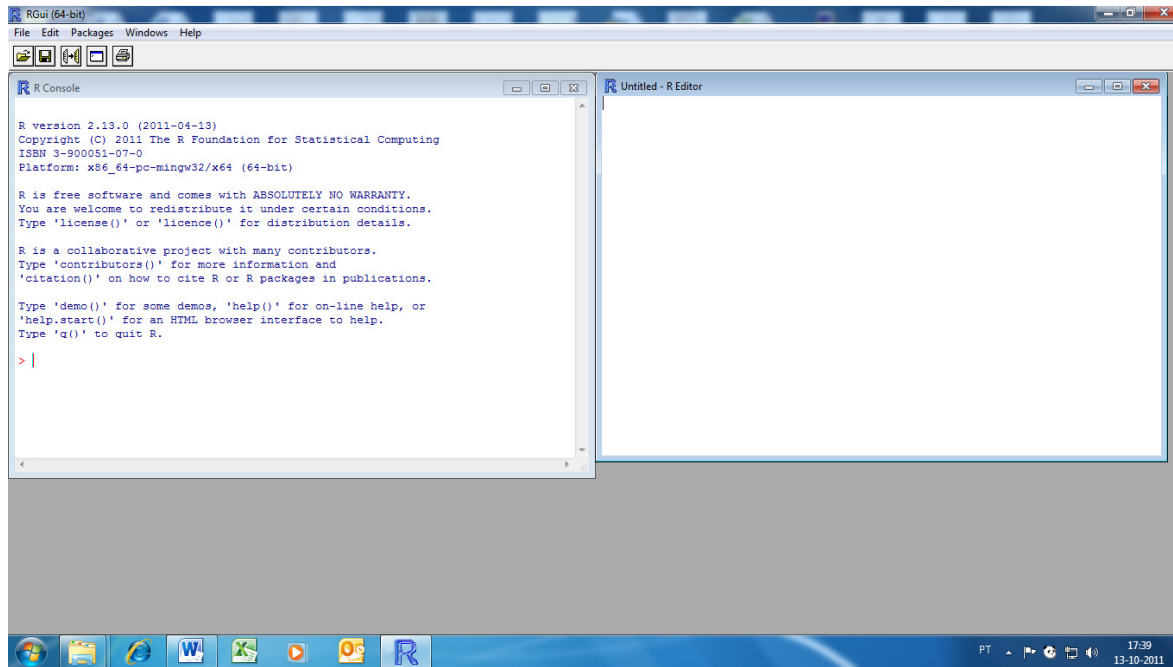 RGui (64-bit)
File Edit Packages Windows Help
R Console
R version 2.13.0 (2011-04-13)
Copyright (C) 2011 The R Foundation for Statistical Computing
ISBN 3-900051-07-0
Platform: x86_64-pc-mingw32/x64 (64-bit)
R is free software and comes with ABSOLUTELY NO WARRANTY.
You are welcome to redistribute it under certain conditions.
Type 'license()' or 'licence()' for distribution details.
R is a collaborative project with many contributors.
Type 'contributors()' for more information and
'citation()' on how to cite R or R packages in publications.
Type 'demo()' for some demos, 'help()' for on-line help, or
'help.start()' for an HTML browser interface to help.
Type 'q()' to quit R.
>
Untitled - R Editor
PT
17:39
13-10-2011